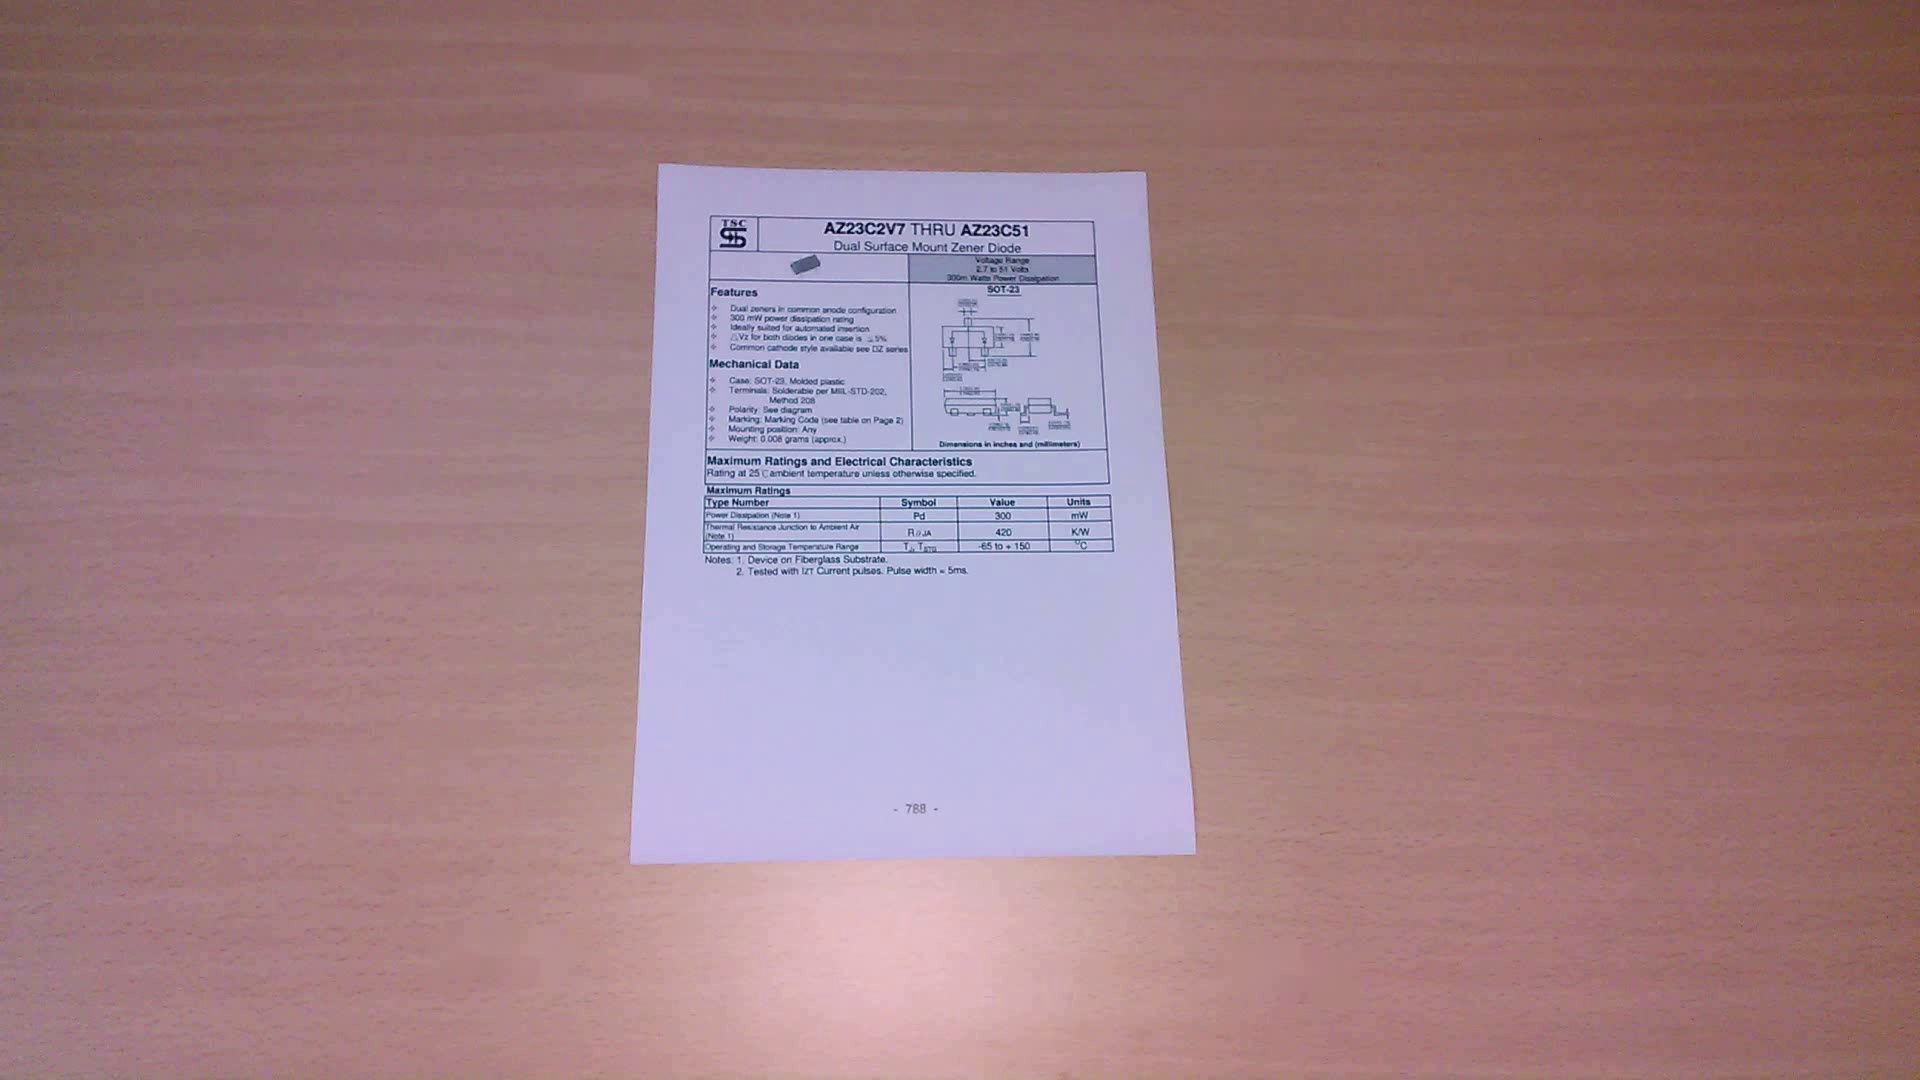 TSC
AZ23C2V7 THRU AZ23C51
Dual Surface Mount Zener Diode
Voltage Range
2.7 to 51 Volts
300m Watts Power Dissipation
SOT-23
Features
Dual zeners in common anode configuration
300 mW power dissipation rating
Ideally suited for automated insertion
△Vz for both diodes in one case is ≦5%
Common cathode style available see DZ series
Mechanical Data
Case: SOT-23, Molded plastic
Terminals: Solderable per MIL-STD-202,
Method 208
Polarity: See diagram
Marking: Marking Code (see table on Page 2)
Mounting position: Any
Weight: 0.008 grams (approx.)
Dimensions in inches and (millimeters)
Maximum Ratings and Electrical Characteristics
Rating at 25℃ambient temperature unless otherwise specified.
Maximum Ratings
Type Number Symbol Value Units
Power Dissipation (Note 1) Pd 300 mW
Thermal Resistance Junction to Ambient Air
(Note 1) RθJA 420 K/W
Operating and Storage Temperature Range TJ, TSTG -65 to + 150 °C
Notes: 1. Device on Fiberglass Substrate.
2. Tested with IZT Current pulses. Pulse width = 5ms.
- 788 -